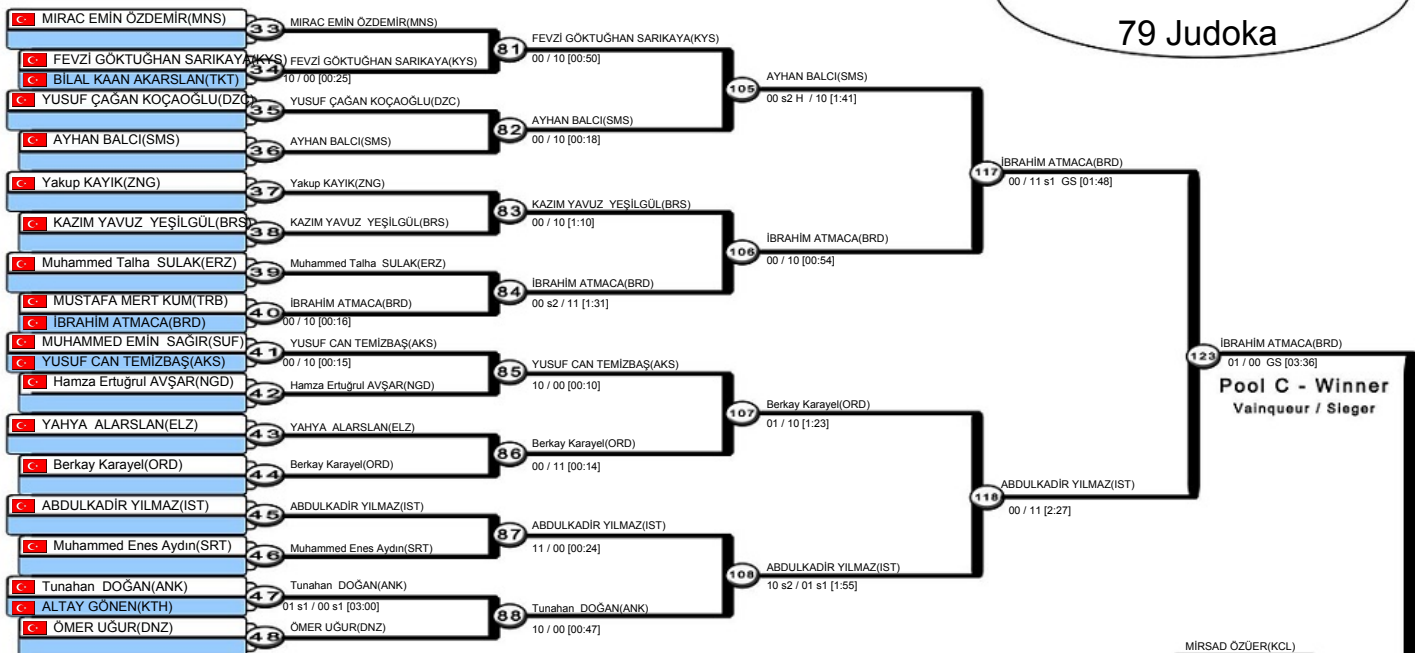 79 Judoka
MIRAC EMİN ÖZDEMİR(MNS)
FEVZİ GÖKTUĞHAN SARIKAYA(KYS)
BİLAL KAAN AKARSLAN(TKT)
YUSUF ÇAĞAN KOÇAOĞLU(DZC)
AYHAN BALCI(SMS)
Yakup KAYIK(ZNG)
KAZIM YAVUZ  YEŞİLGÜL(BRS)
Muhammed Talha  SULAK(ERZ)
MUSTAFA MERT KUM(TRB)
İBRAHİM ATMACA(BRD)
MUHAMMED EMİN  SAĞIR(SUF)
YUSUF CAN TEMİZBAŞ(AKS)
Hamza Ertuğrul AVŞAR(NGD)
YAHYA  ALARSLAN(ELZ)
Berkay Karayel(ORD)
ABDULKADİR YILMAZ(IST)
Muhammed Enes Aydın(SRT)
Tunahan  DOĞAN(ANK)
ALTAY GÖNEN(KTH)
ÖMER UĞUR(DNZ)
33 MIRAC EMİN ÖZDEMİR(MNS)
34 FEVZİ GÖKTUĞHAN SARIKAYA(KYS)
10 / 00 [00:25]
35 YUSUF ÇAĞAN KOÇAOĞLU(DZC)
36 AYHAN BALCI(SMS)
37 Yakup KAYIK(ZNG)
38 KAZIM YAVUZ  YEŞİLGÜL(BRS)
39 Muhammed Talha  SULAK(ERZ)
40 İBRAHİM ATMACA(BRD)
00 / 10 [00:16]
41 YUSUF CAN TEMİZBAŞ(AKS)
00 / 10 [00:15]
42 Hamza Ertuğrul AVŞAR(NGD)
43 YAHYA  ALARSLAN(ELZ)
44 Berkay Karayel(ORD)
45 ABDULKADİR YILMAZ(IST)
46 Muhammed Enes Aydın(SRT)
47 Tunahan  DOĞAN(ANK)
01 s1 / 00 s1 [03:00]
48 ÖMER UĞUR(DNZ)
81 FEVZİ GÖKTUĞHAN SARIKAYA(KYS)
00 / 10 [00:50]
82 AYHAN BALCI(SMS)
00 / 10 [00:18]
83 KAZIM YAVUZ  YEŞİLGÜL(BRS)
00 / 10 [1:10]
84 İBRAHİM ATMACA(BRD)
00 s2 / 11 [1:31]
85 YUSUF CAN TEMİZBAŞ(AKS)
10 / 00 [00:10]
86 Berkay Karayel(ORD)
00 / 11 [00:14]
87 ABDULKADİR YILMAZ(IST)
11 / 00 [00:24]
88 Tunahan  DOĞAN(ANK)
10 / 00 [00:47]
105 AYHAN BALCI(SMS)
00 s2 H  / 10 [1:41]
106 İBRAHİM ATMACA(BRD)
00 / 10 [00:54]
107 Berkay Karayel(ORD)
01 / 10 [1:23]
108 ABDULKADİR YILMAZ(IST)
10 s2 / 01 s1 [1:55]
117 İBRAHİM ATMACA(BRD)
00 / 11 s1  GS [01:48]
118 ABDULKADİR YILMAZ(IST)
00 / 11 [2:27]
123 İBRAHİM ATMACA(BRD)
01 / 00  GS [03:36]
Pool C - Winner
Vainqueur / Sieger
MİRSAD ÖZÜER(KCL)